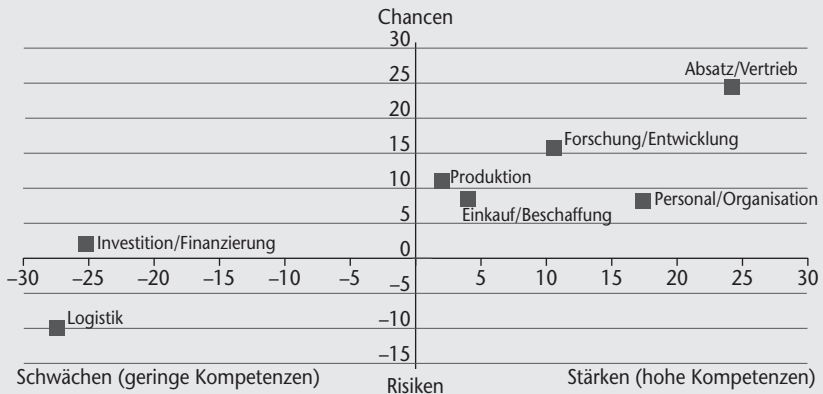 Chancen
30
Absatz/Vertrieb
25
20
Forschung/Entwicklung
15
Produktion
10
Personal/Organisation
Einkauf/Beschaffung
5
Investition/Finanzierung
0
–30 –25 –20 –15 –10 –5 5 10 15 20 25 30
–5
Logistik
–10
–15
Schwächen (geringe Kompetenzen) Stärken (hohe Kompetenzen)
Risiken